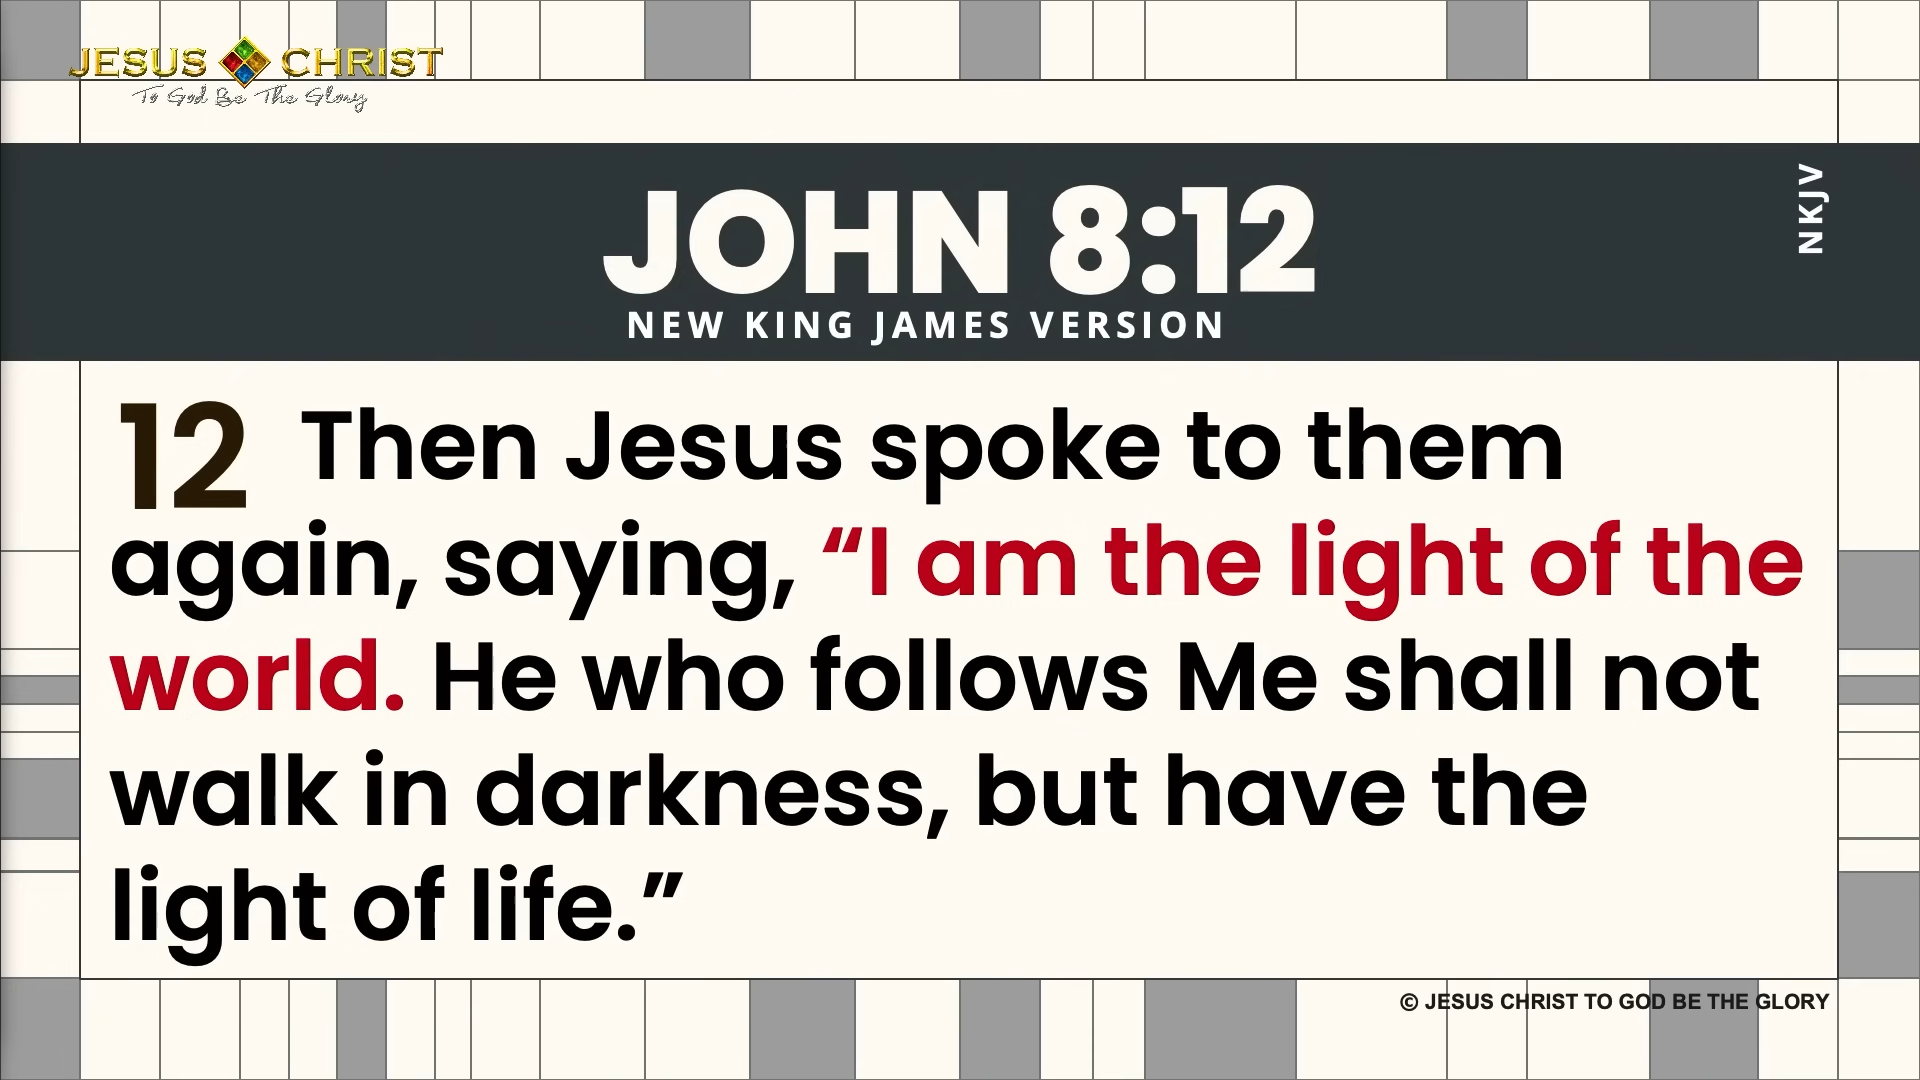 JESUS CHRIST
To God Be The Glory
JOHN 8:12
NEW KING JAMES VERSION
NKJV
12 Then Jesus spoke to them
again, saying, “I am the light of the
world. He who follows Me shall not
walk in darkness, but have the
light of life.”
© JESUS CHRIST TO GOD BE THE GLORY